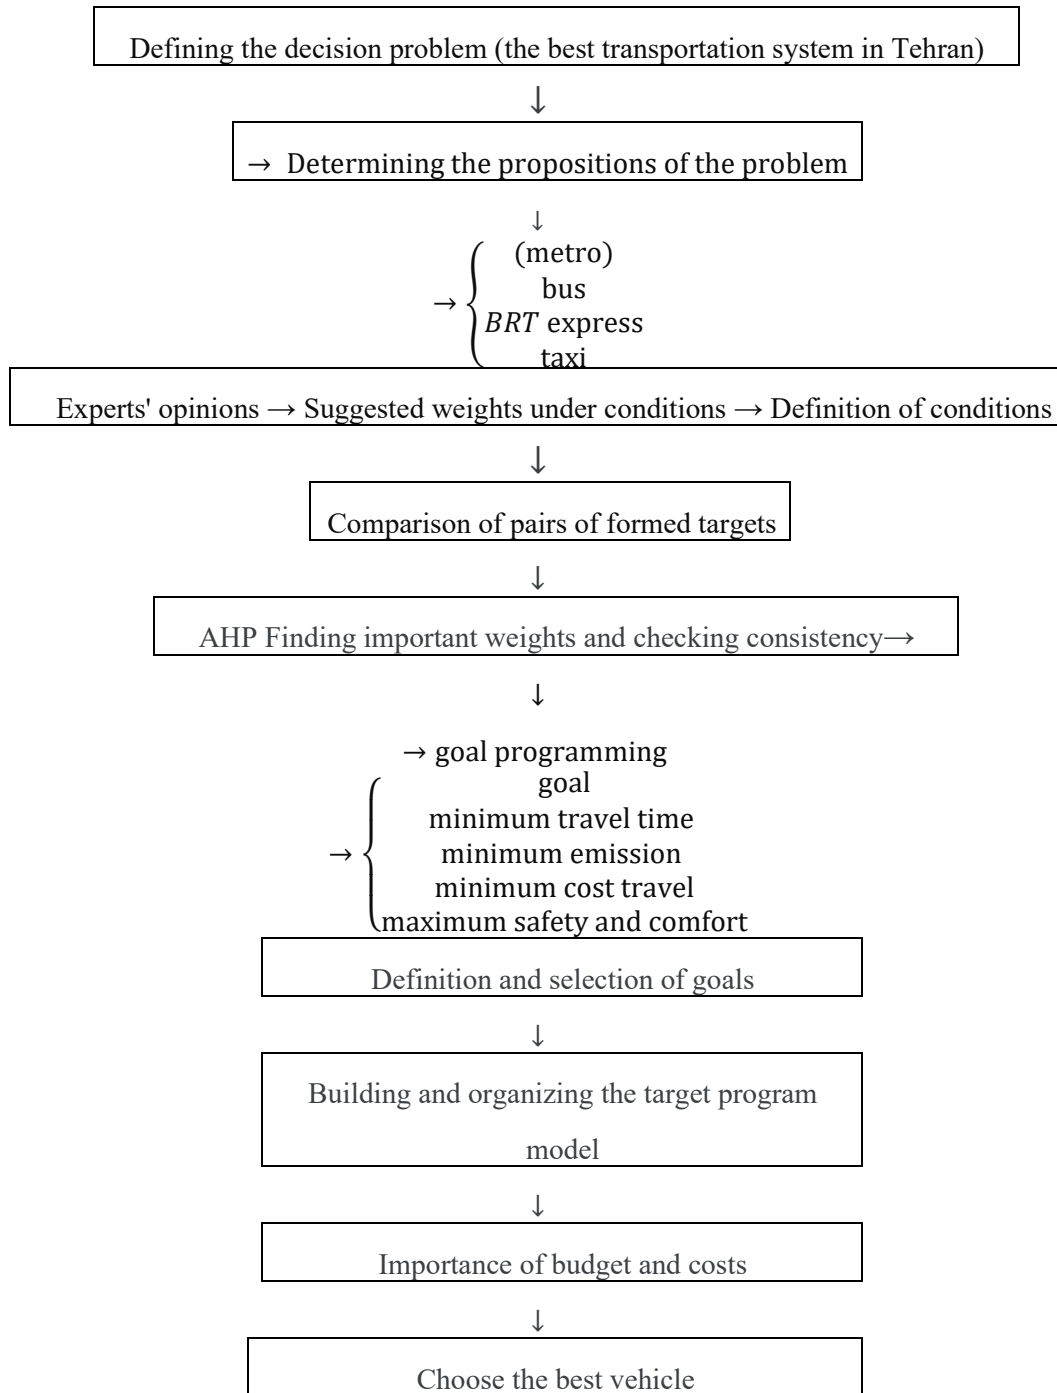 Defining the decision problem (the best transportation system in Tehran)
↓
→ Determining the propositions of the problem
↓
(metro)
bus
→ BRT express
taxi
Experts' opinions → Suggested weights under conditions → Definition of conditions
↓
Comparison of pairs of formed targets
↓
AHP Finding important weights and checking consistency→
↓
→ goal programming
goal
minimum travel time
→ minimum emission
minimum cost travel
maximum safety and comfort
Definition and selection of goals
↓
Building and organizing the target program
model
↓
Importance of budget and costs
↓
Choose the best vehicle